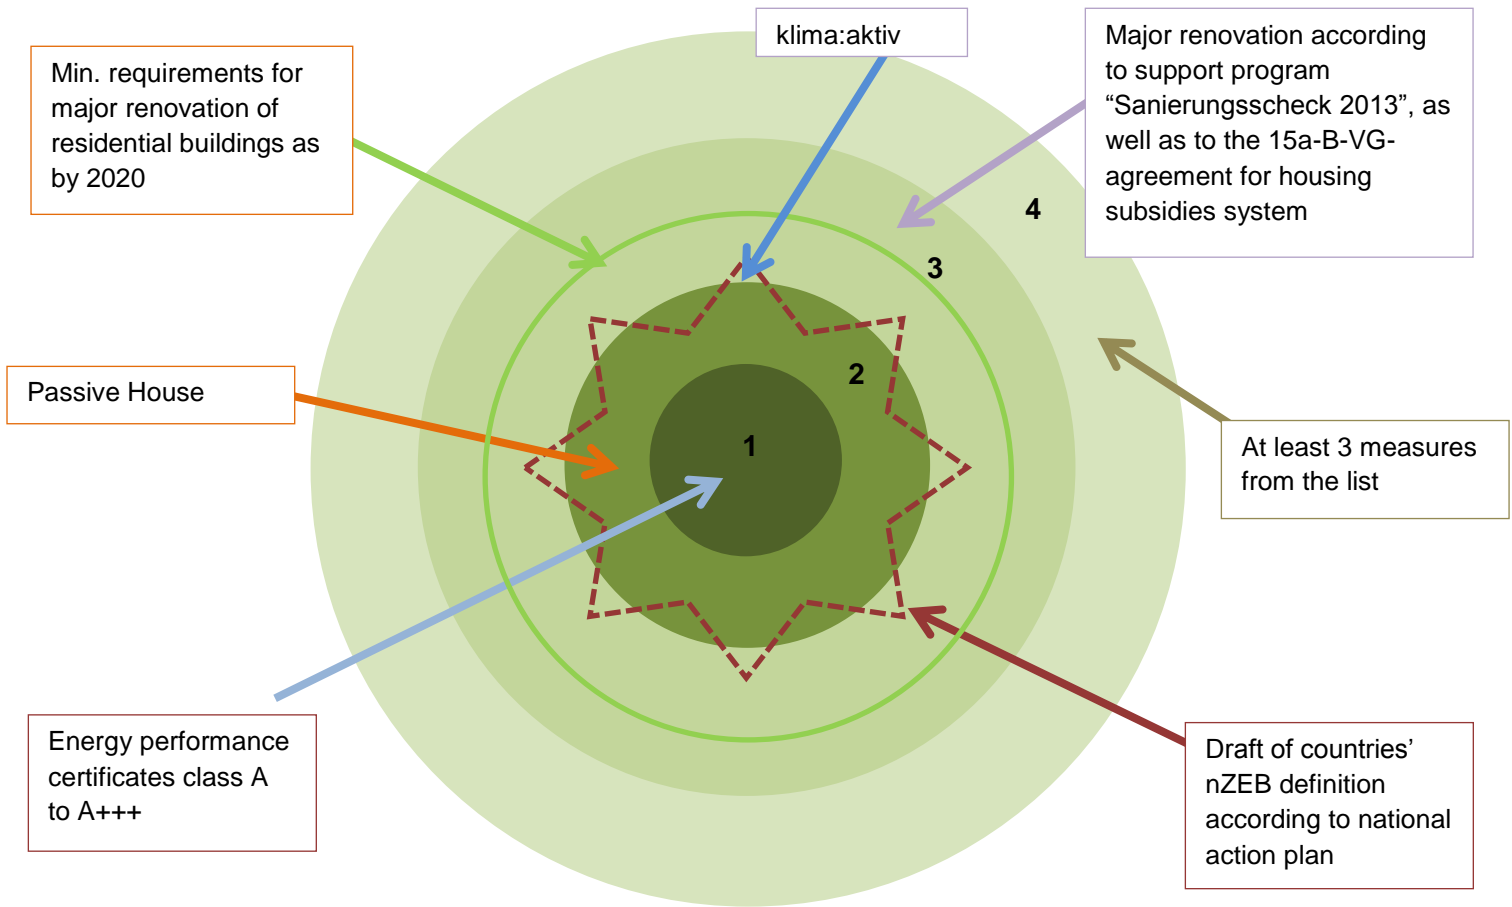 klima:aktiv
Major renovation according
to support program
“Sanierungsscheck 2013”, as
well as to the 15a-B-VG-
agreement for housing
subsidies system
Min. requirements for
major renovation of
residential buildings as
by 2020
4
3
2
Passive House
1
At least 3 measures
from the list
Energy performance
certificates class A
to A+++
Draft of countries’
nZEB definition
according to national
action plan